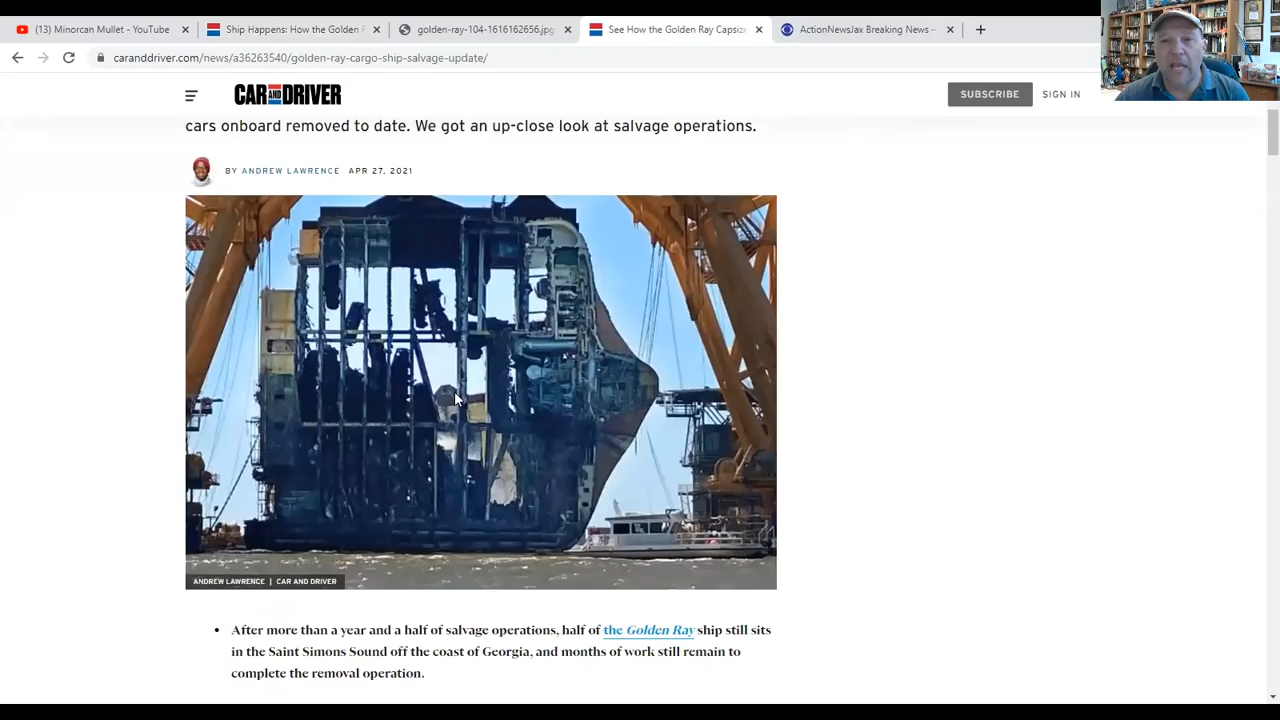 (13) Minorcan Mullet - YouTube
Ship Happens: How the Golden
golden-ray-104-1616162656.jpg
See How the Golden Ray Capsize
ActionNewsJax Breaking News –
caranddriver.com/news/a36263540/golden-ray-cargo-ship-salvage-update/
CAR AND DRIVER
SUBSCRIBE
SIGN IN
cars onboard removed to date. We got an up-close look at salvage operations.
BY ANDREW LAWRENCE APR 27, 2021
ANDREW LAWRENCE | CAR AND DRIVER
• After more than a year and a half of salvage operations, half of the Golden Ray ship still sits
in the Saint Simons Sound off the coast of Georgia, and months of work still remain to
complete the removal operation.